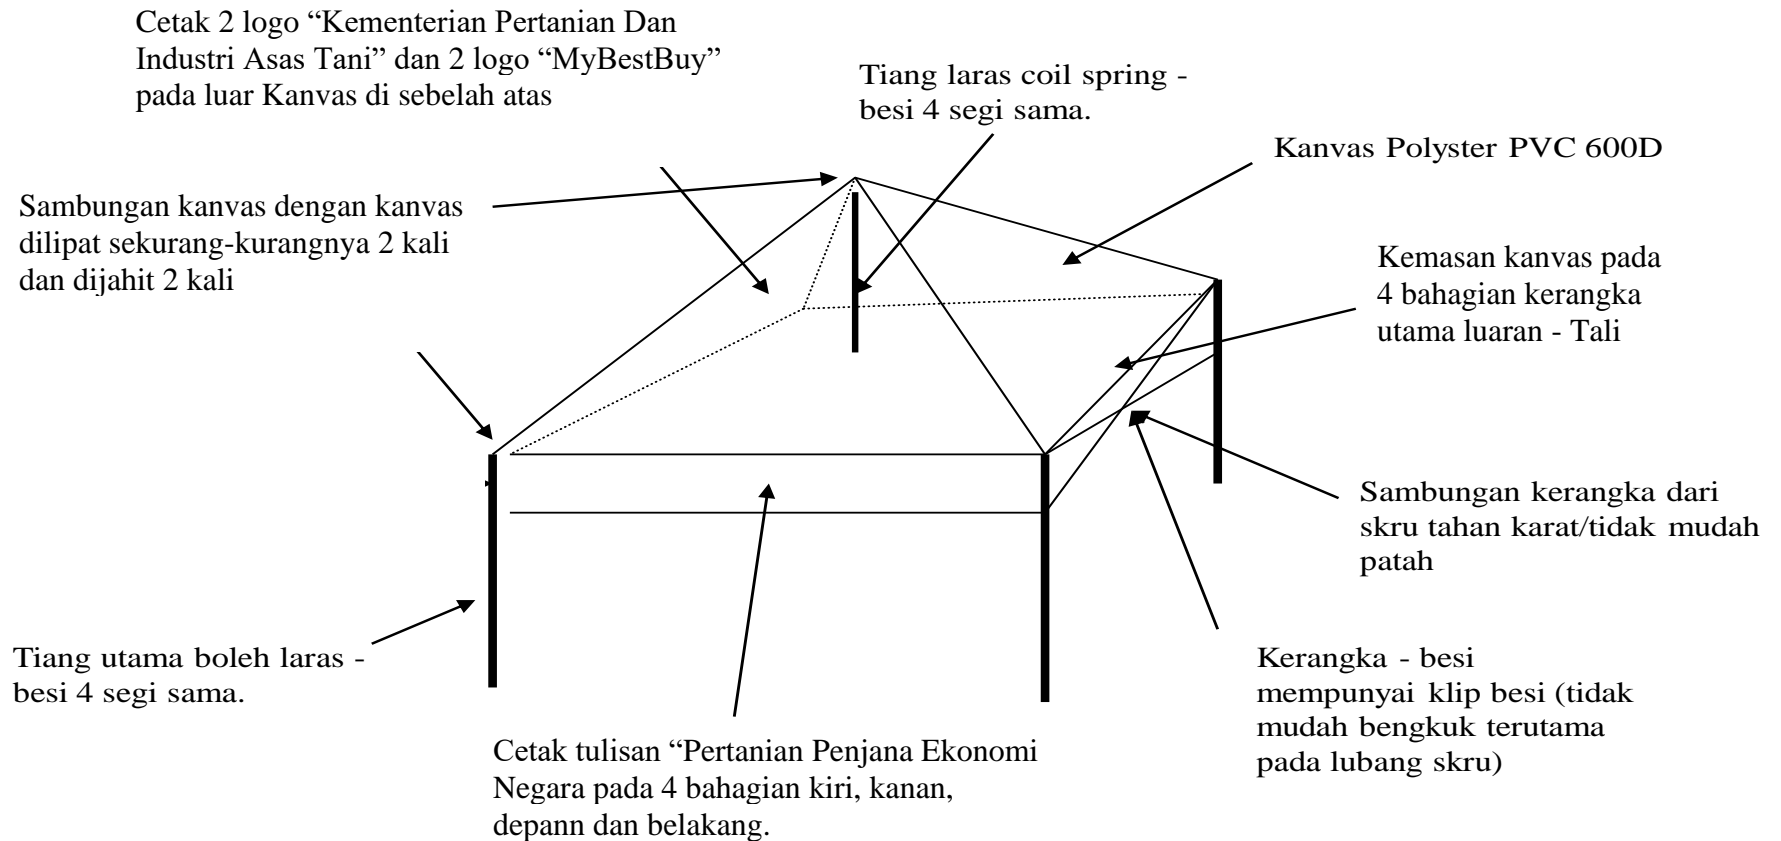 Cetak 2 logo “Kementerian Pertanian Dan
Industri Asas Tani” dan 2 logo “MyBestBuy”
pada luar Kanvas di sebelah atas
Tiang laras coil spring -
besi 4 segi sama.
Kanvas Polyster PVC 600D
Sambungan kanvas dengan kanvas
dilipat sekurang-kurangnya 2 kali
dan dijahit 2 kali
Kemasan kanvas pada
4 bahagian kerangka
utama luaran - Tali
Sambungan kerangka dari
skru tahan karat/tidak mudah
patah
Tiang utama boleh laras -
besi 4 segi sama.
Kerangka - besi
mempunyai klip besi (tidak
mudah bengkuk terutama
pada lubang skru)
Cetak tulisan “Pertanian Penjana Ekonomi
Negara pada 4 bahagian kiri, kanan,
depann dan belakang.